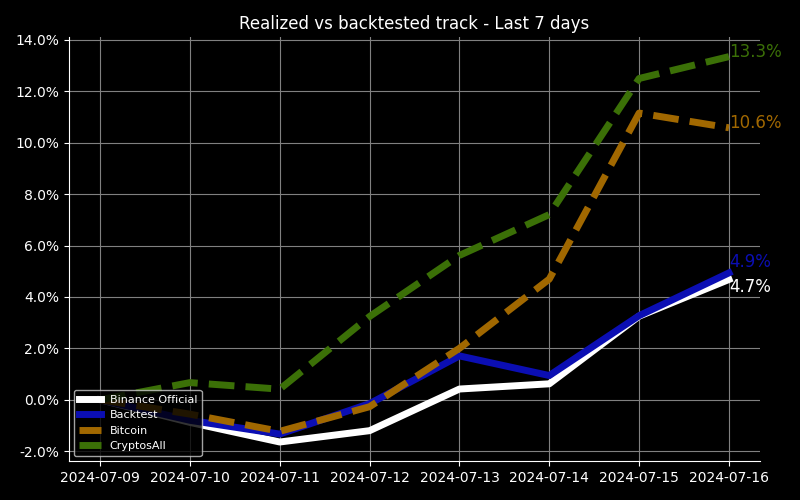 Realized vs backtested track - Last 7 days
14.0%
12.0%
10.0%
8.0%
6.0%
4.0%
2.0%
0.0%
-2.0%
13.3%
10.6%
4.9%
4.7%
Binance Official
Backtest
Bitcoin
CryptosAll
2024-07-09 2024-07-10 2024-07-11 2024-07-12 2024-07-13 2024-07-14 2024-07-15 2024-07-16